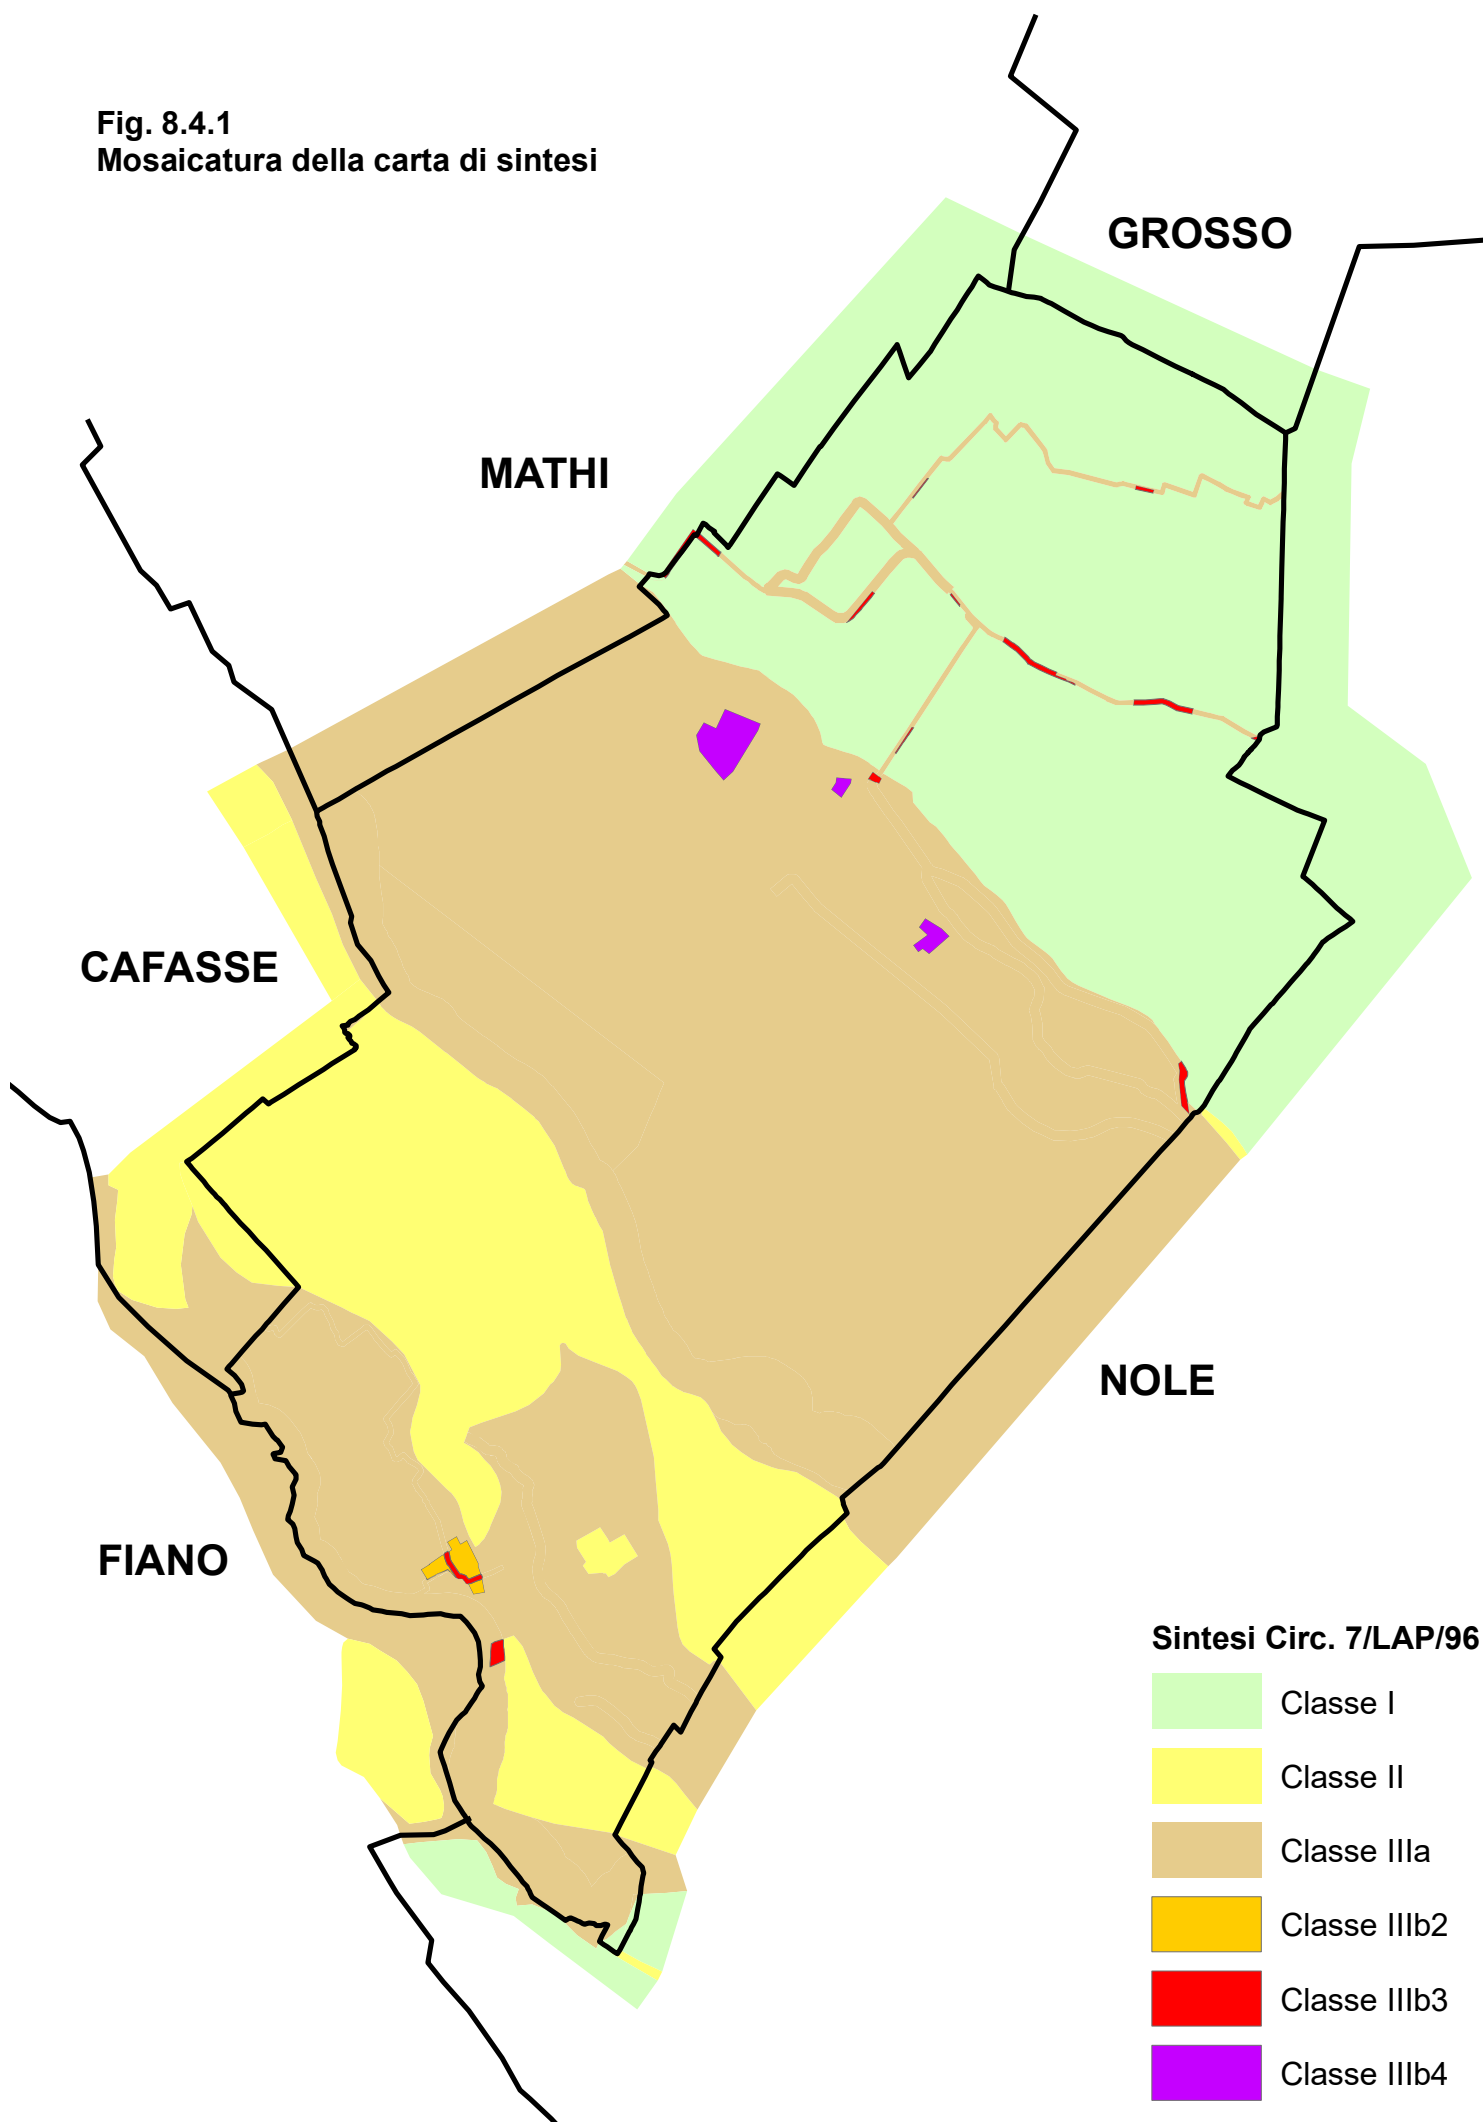 Fig. 8.4.1
Mosaicatura della carta di sintesi
GROSSO
MATHI
CAFASSE
NOLE
FIANO
Sintesi Circ. 7/LAP/96
Classe I
Classe II
Classe IIIa
Classe IIIb2
Classe IIIb3
Classe IIIb4